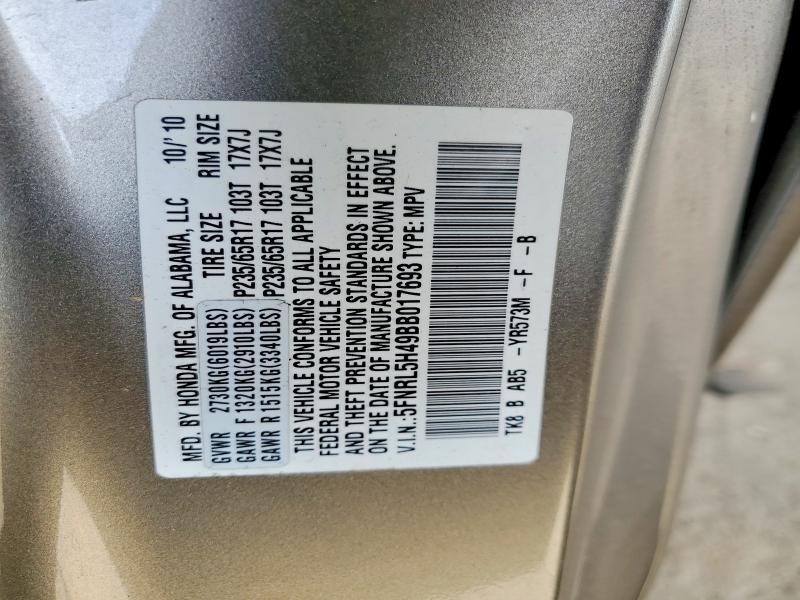 MFD. BY HONDA MFG. OF ALABAMA, LLC 10/'10
GVWR 2730KG(6019LBS) TIRE SIZE RIM SIZE
GAWR F 1320KG(2910LBS) P235/65R17 103T 17X7J
GAWR R 1515KG(3340LBS) P235/65R17 103T 17X7J
THIS VEHICLE CONFORMS TO ALL APPLICABLE
FEDERAL MOTOR VEHICLE SAFETY
AND THEFT PREVENTION STANDARDS IN EFFECT
ON THE DATE OF MANUFACTURE SHOWN ABOVE.
V.I.N.:5FNRL5H49BB017693 TYPE: MPV
TK8 B AB5 -YR573M -F -B